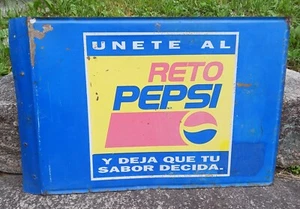 UNETE AL
RETO
PEPSI
Y DEJA QUE TU
SABOR DECIDA.